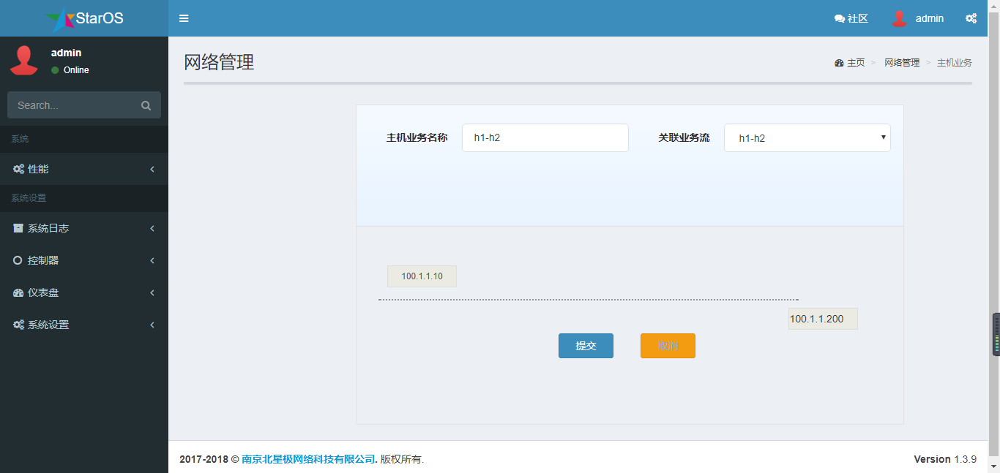 StarOS
社区 admin
admin
Online
Search...
系统
性能
系统设置
系统日志
控制器
仪表盘
系统设置
网络管理
主页 > 网络管理 > 主机业务
主机业务名称 h1-h2 关联业务流 h1-h2
100.1.1.10
100.1.1.200
提交 取消
2017-2018 © 南京北星极网络科技有限公司. 版权所有.
Version 1.3.9